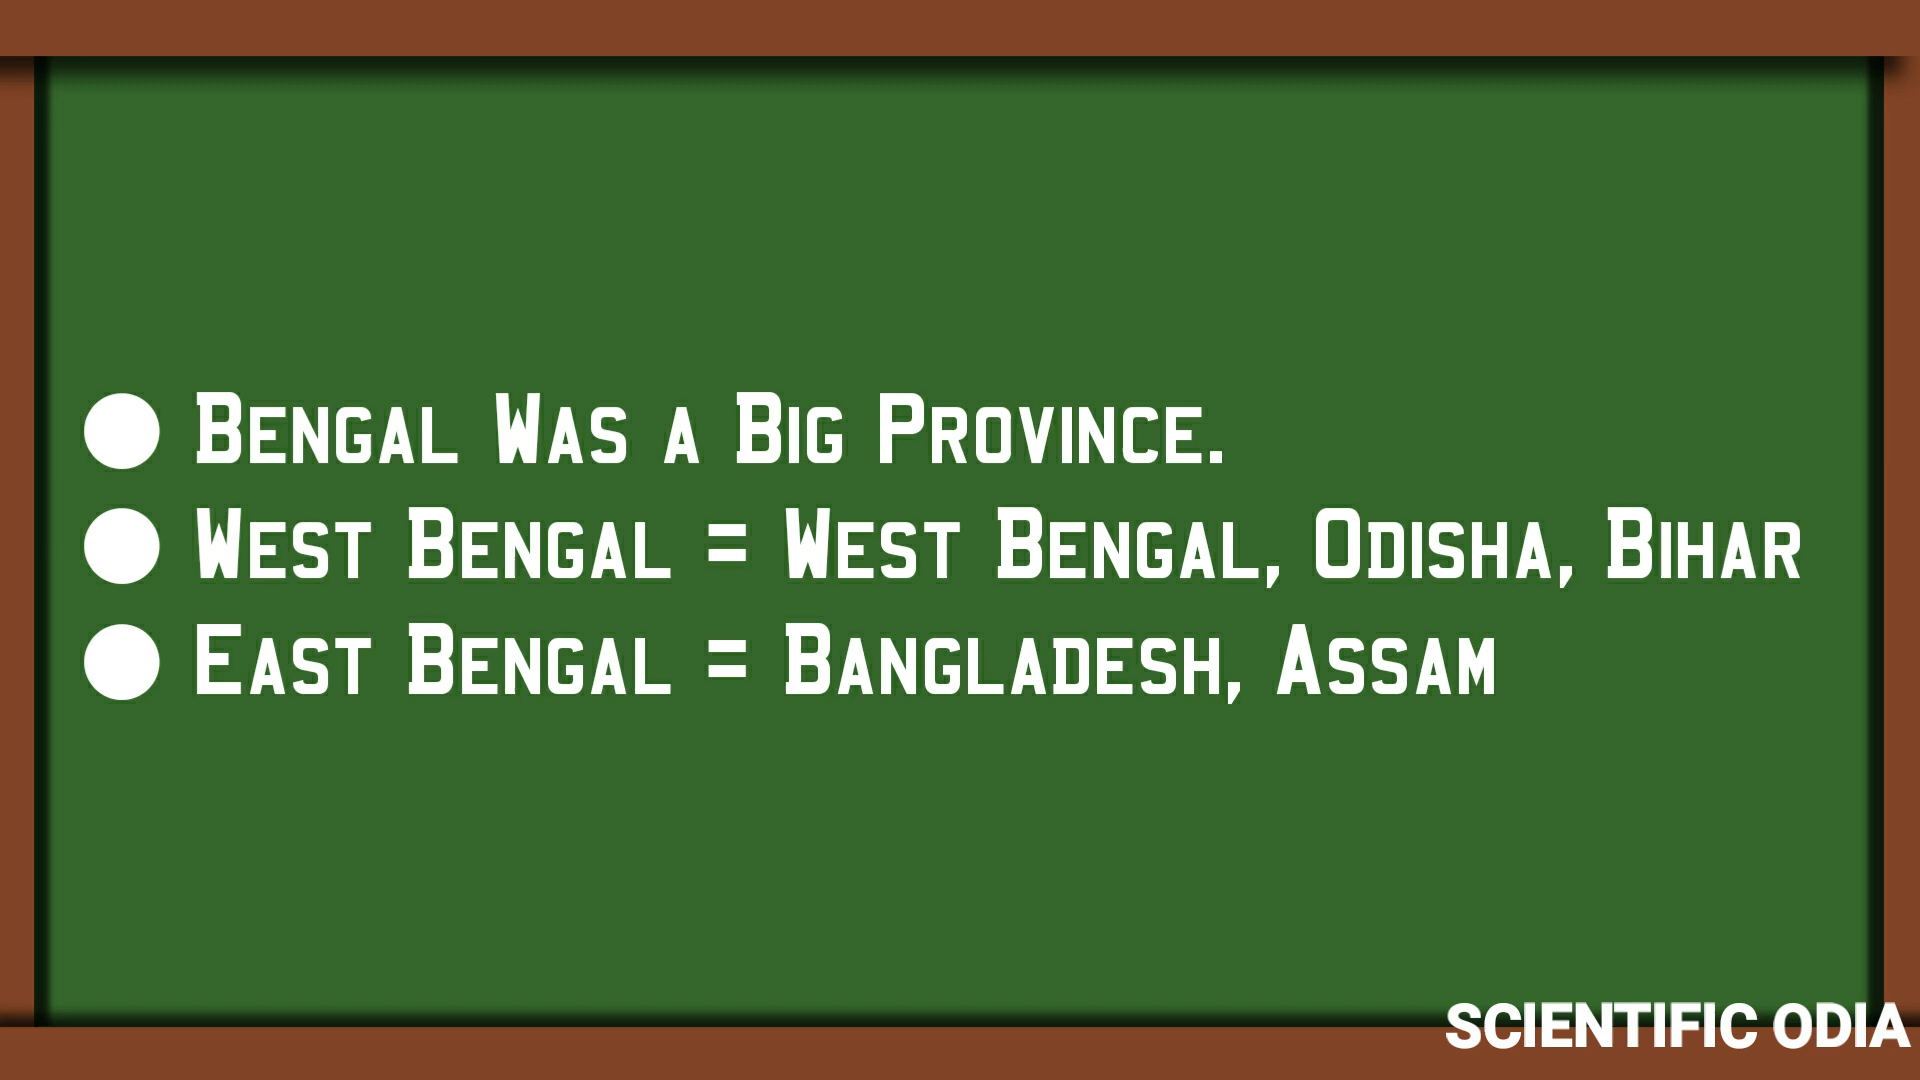 ● Bengal Was a Big Province.
● West Bengal = West Bengal, Odisha, Bihar
● East Bengal = Bangladesh, Assam
SCIENTIFIC ODIA